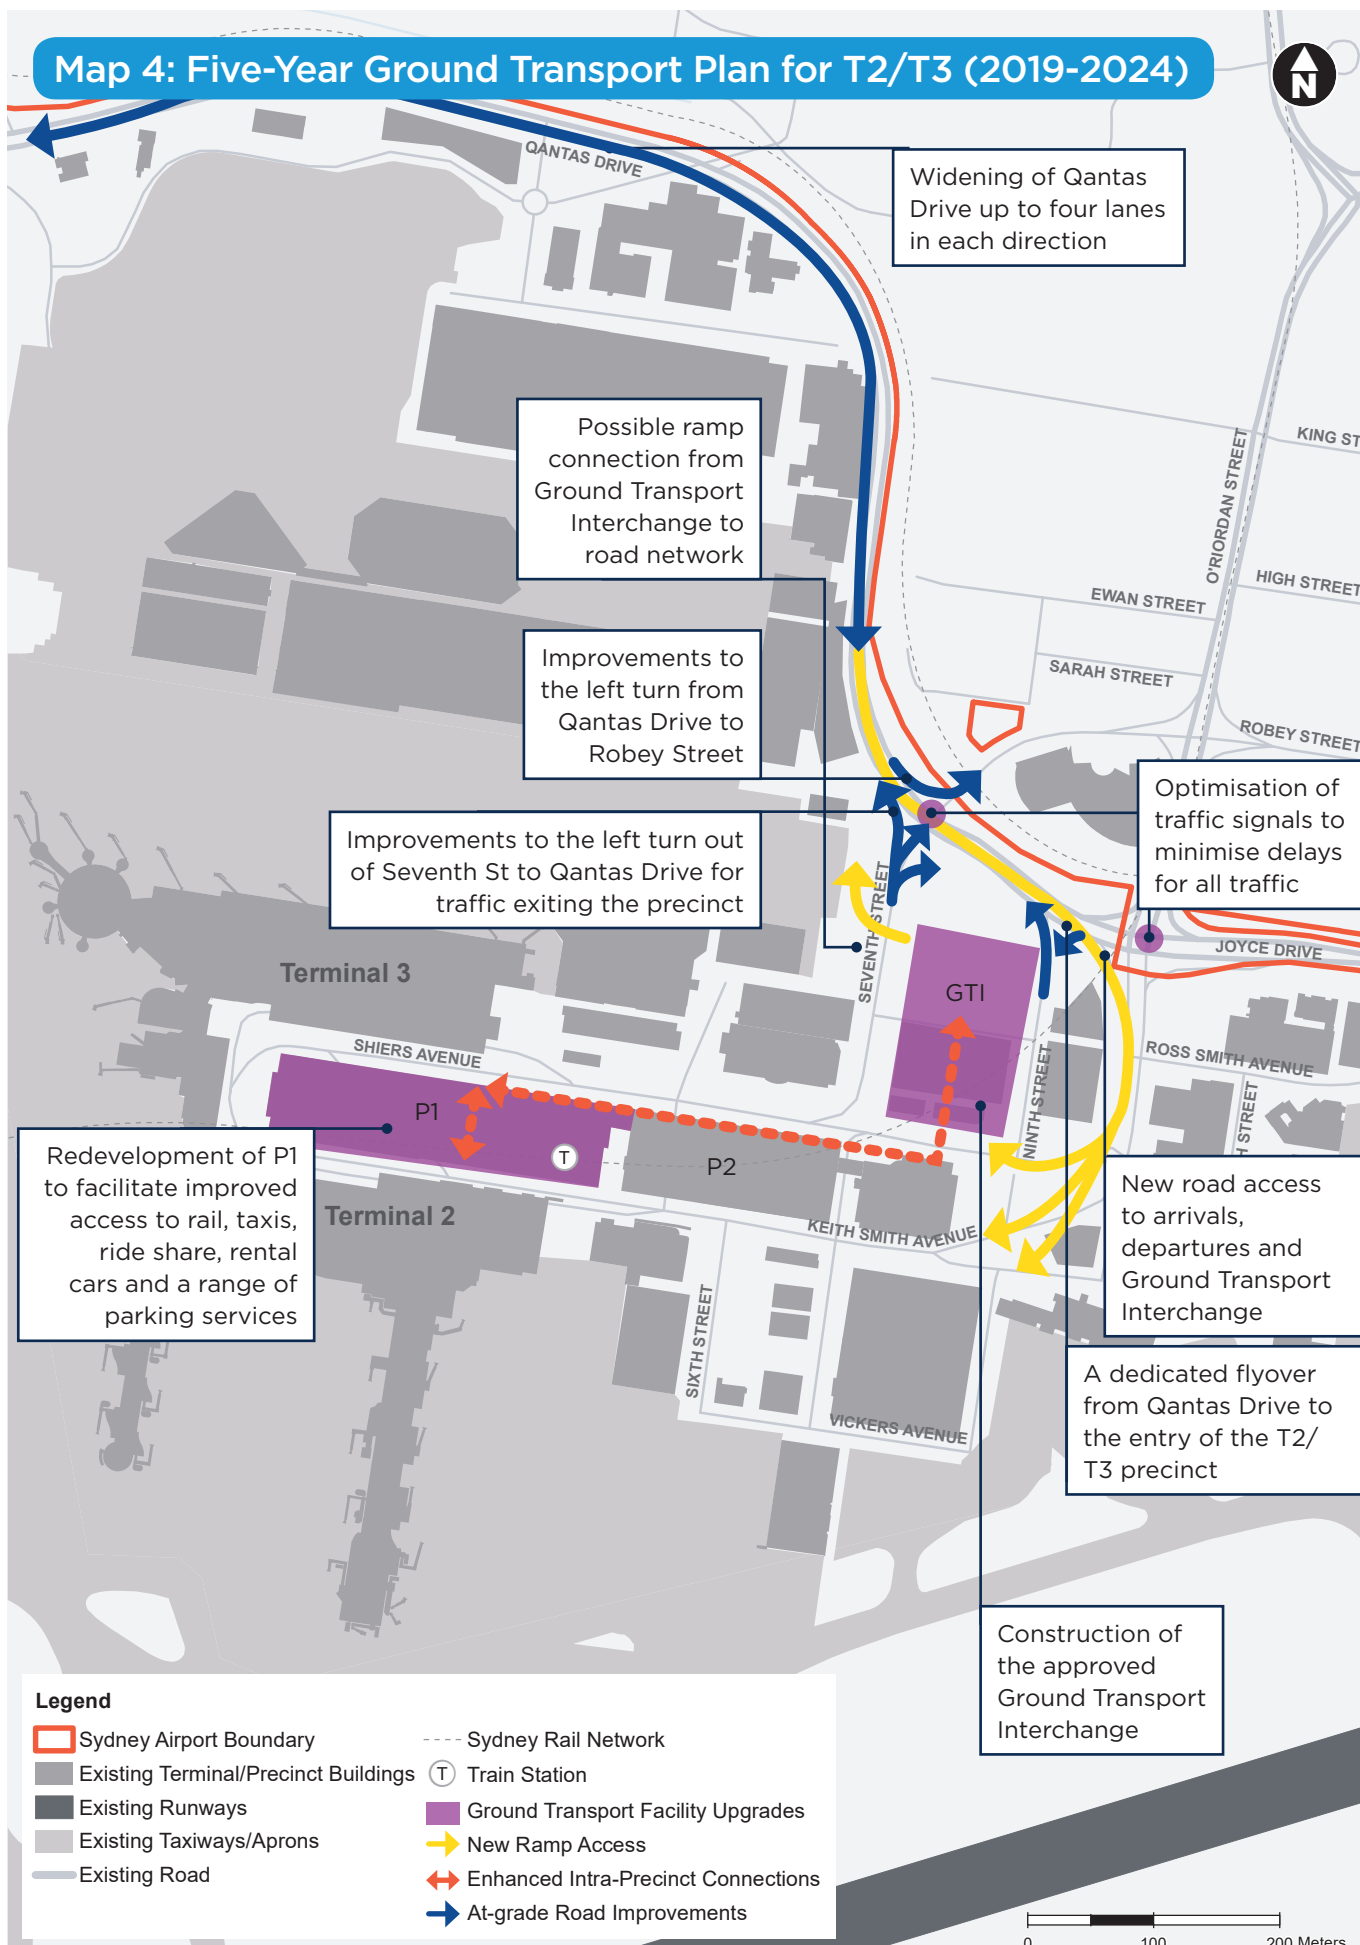 Map 4: Five-Year Ground Transport Plan for T2/T3 (2019-2024)
N
QANTAS DRIVE
Widening of Qantas
Drive up to four lanes
in each direction
Possible ramp
connection from
Ground Transport
Interchange to
road network
O'RIORDAN STREET
KING ST
HIGH STREET
EWAN STREET
SARAH STREET
ROBEY STREET
Improvements to
the left turn from
Qantas Drive to
Robey Street
Optimisation of
traffic signals to
minimise delays
for all traffic
Improvements to the left turn out
of Seventh St to Qantas Drive for
traffic exiting the precinct
SEVENTH STREET
JOYCE DRIVE
Terminal 3
GTI
SHIERS AVENUE
NINTH STREET
ROSS SMITH AVENUE
H STREET
P1
T
P2
Redevelopment of P1
to facilitate improved
access to rail, taxis,
ride share, rental
cars and a range of
parking services
Terminal 2
KEITH SMITH AVENUE
New road access
to arrivals,
departures and
Ground Transport
Interchange
SIXTH STREET
A dedicated flyover
from Qantas Drive to
the entry of the T2/
T3 precinct
VICKERS AVENUE
Construction of
the approved
Ground Transport
Interchange
Legend
Sydney Airport Boundary
Existing Terminal/Precinct Buildings
Existing Runways
Existing Taxiways/Aprons
Existing Road
Sydney Rail Network
T Train Station
Ground Transport Facility Upgrades
New Ramp Access
Enhanced Intra-Precinct Connections
At-grade Road Improvements
0 100 200 Meters